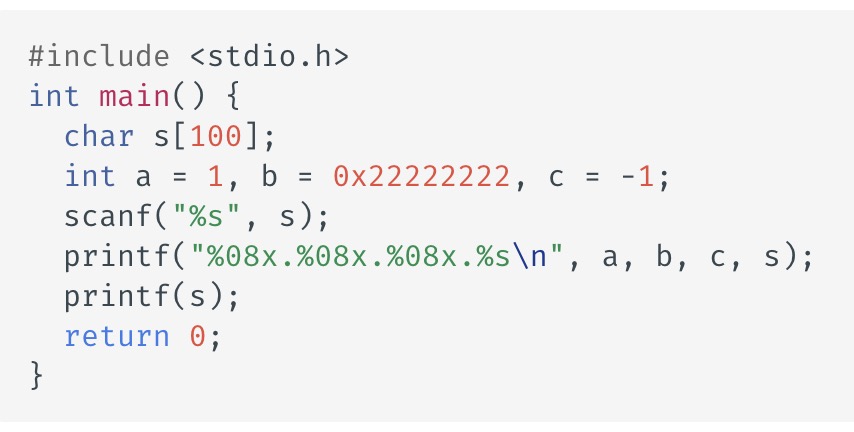 #include <stdio.h>
int main() {
  char s[100];
  int a = 1, b = 0x22222222, c = -1;
  scanf("%s", s);
  printf("%08x.%08x.%08x.%s\n", a, b, c, s);
  printf(s);
  return 0;
}